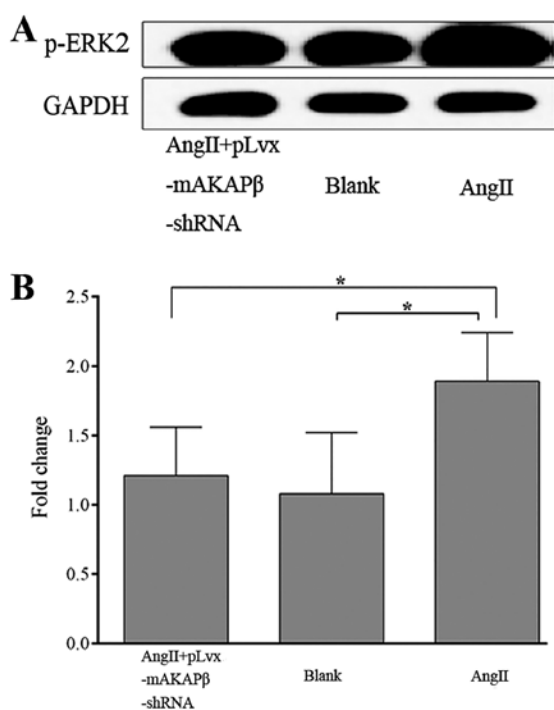 A
p-ERK2
GAPDH
AngII+pLvx
-mAKAPβ
-shRNA
Blank
AngII
B
*
*
2.5
2.0
1.5
1.0
0.5
0.0
Fold change
AngII+pLvx
-mAKAPβ
-shRNA
Blank
AngII